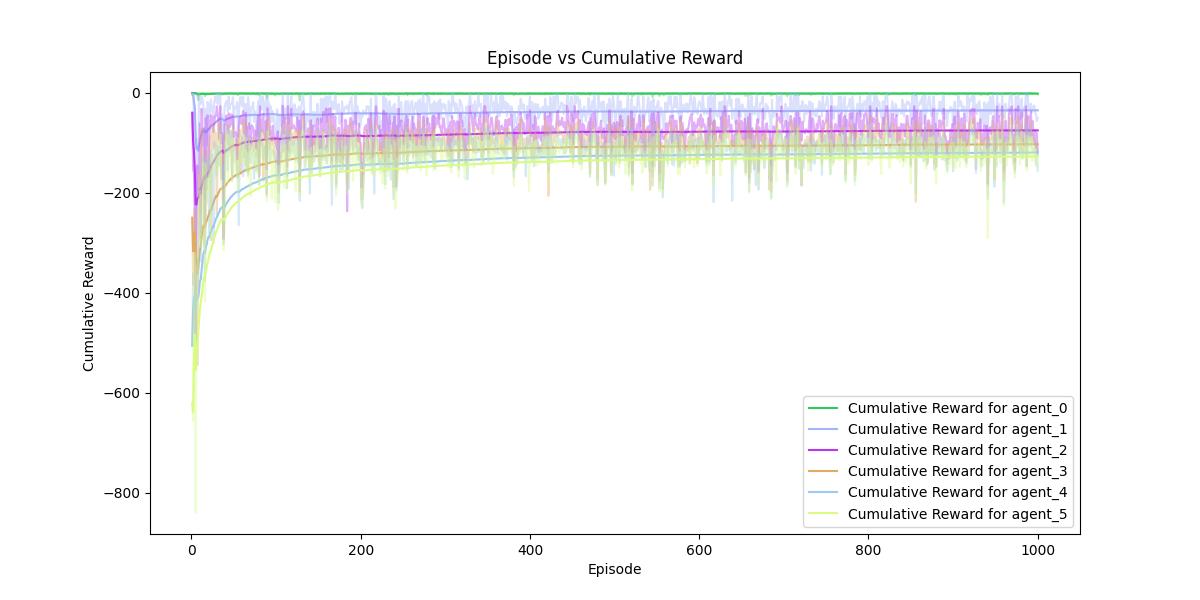 Episode vs Cumulative Reward
Cumulative Reward
0
−200
−400
−600
−800
0
200
400
600
800
1000
Episode
Cumulative Reward for agent_0
Cumulative Reward for agent_1
Cumulative Reward for agent_2
Cumulative Reward for agent_3
Cumulative Reward for agent_4
Cumulative Reward for agent_5